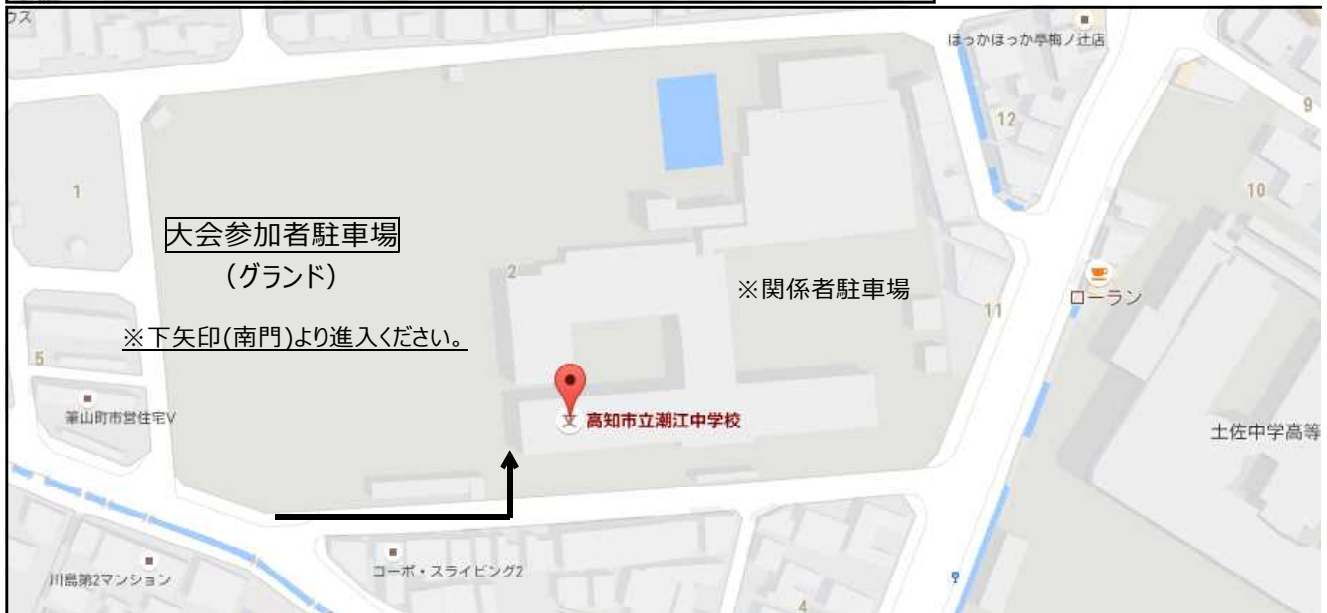 ウス
ほっかほっか亭梅ノ辻店
12
9
1
10
大会参加者駐車場
(グランド)
2
※関係者駐車場
ローラン
11
※下矢印(南門)より進入ください。
5
筆山町市営住宅V
高知市立潮江中学校
土佐中学高等
コーポ・スライビング2
川島第2マンション
4